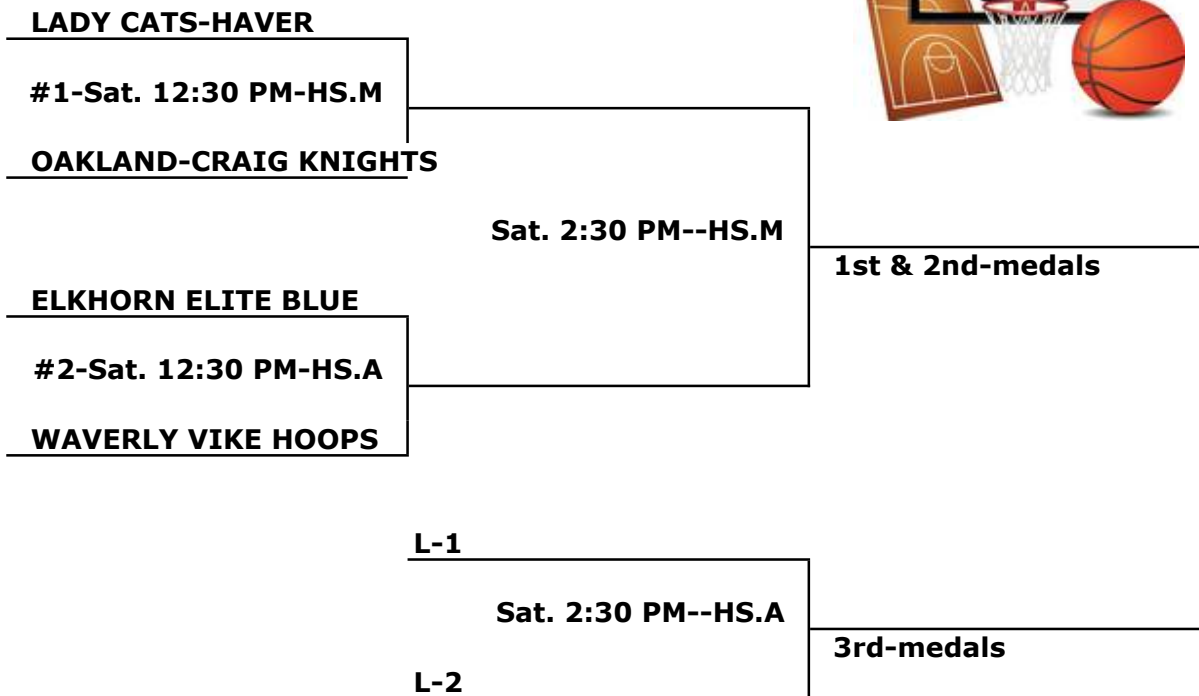 LADY CATS-HAVER
#1-Sat. 12:30 PM-HS.M
OAKLAND-CRAIG KNIGHTS
Sat. 2:30 PM--HS.M
1st & 2nd-medals
ELKHORN ELITE BLUE
#2-Sat. 12:30 PM-HS.A
WAVERLY VIKE HOOPS
L-1
Sat. 2:30 PM--HS.A
3rd-medals
L-2